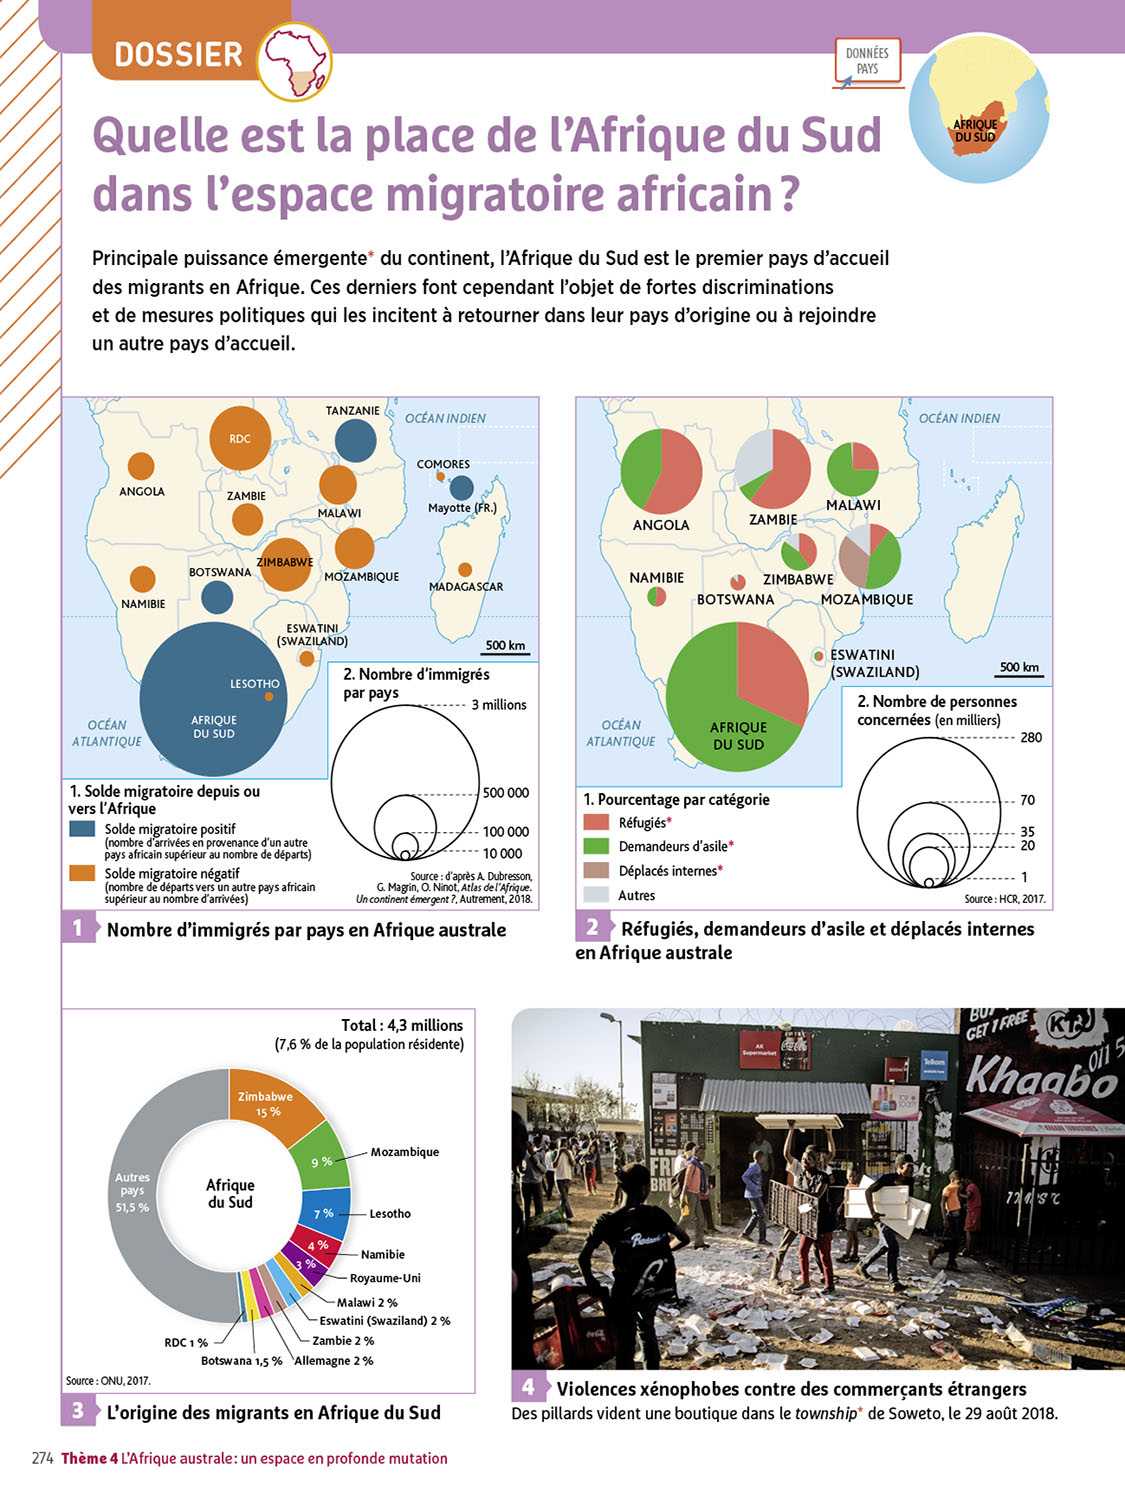 DOSSIER
DONNÉES
PAYS
AFRIQUE
DU SUD
Quelle est la place de l'Afrique du Sud
dans l'espace migratoire africain ?
Principale puissance émergente* du continent, l'Afrique du Sud est le premier pays d'accueil
des migrants en Afrique. Ces derniers font cependant l'objet de fortes discriminations
et de mesures politiques qui les incitent à retourner dans leur pays d'origine ou à rejoindre
un autre pays d'accueil.
TANZANIE
OCÉAN INDIEN
RDC
COMORES
ANGOLA
ZAMBIE
MALAWI
Mayotte (FR.)
ZIMBABWE
BOTSWANA
MOZAMBIQUE
MADAGASCAR
NAMIBIE
ESWATINI
(SWAZILAND)
500 km
LESOTHO
AFRIQUE
DU SUD
OCÉAN
ATLANTIQUE
2. Nombre d'immigrés
par pays
3 millions
500 000
100 000
10 000
1. Solde migratoire depuis ou
vers l'Afrique
Solde migratoire positif
(nombre d'arrivées en provenance d'un autre
pays africain supérieur au nombre de départs)
Solde migratoire négatif
(nombre de départs vers un autre pays africain
supérieur au nombre d'arrivées)
Source : d'après A. Dubresson,
G. Magrin, O. Ninot, Atlas de l'Afrique.
Un continent émergent ?, Autrement, 2018.
1 Nombre d'immigrés par pays en Afrique australe
OCÉAN INDIEN
ANGOLA
ZAMBIE
MALAWI
NAMIBIE
ZIMBABWE
BOTSWANA
MOZAMBIQUE
ESWATINI
(SWAZILAND)
500 km
AFRIQUE
DU SUD
OCÉAN
ATLANTIQUE
2. Nombre de personnes
concernées (en milliers)
280
70
35
20
1
1. Pourcentage par catégorie
Réfugiés*
Demandeurs d'asile*
Déplacés internes*
Autres
Source : HCR, 2017.
2 Réfugiés, demandeurs d'asile et déplacés internes
en Afrique australe
Total : 4,3 millions
(7,6 % de la population résidente)
Zimbabwe
15 %
9 %
Mozambique
Autres
pays
51,5 %
Afrique
du Sud
7 %
Lesotho
4 %
Namibie
3 %
Royaume-Uni
Malawi 2 %
Eswatini (Swaziland) 2 %
Zambie 2 %
RDC 1 %
Botswana 1,5 %
Allemagne 2 %
Source : ONU, 2017.
3 L'origine des migrants en Afrique du Sud
GET 1 FREE
KTJ
Khaabo
011 5
AK
Supermarket
Coca-Cola
Telkom
4 Violences xénophobes contre des commerçants étrangers
Des pillards vident une boutique dans le township* de Soweto, le 29 août 2018.
274 Thème 4 L'Afrique australe : un espace en profonde mutation